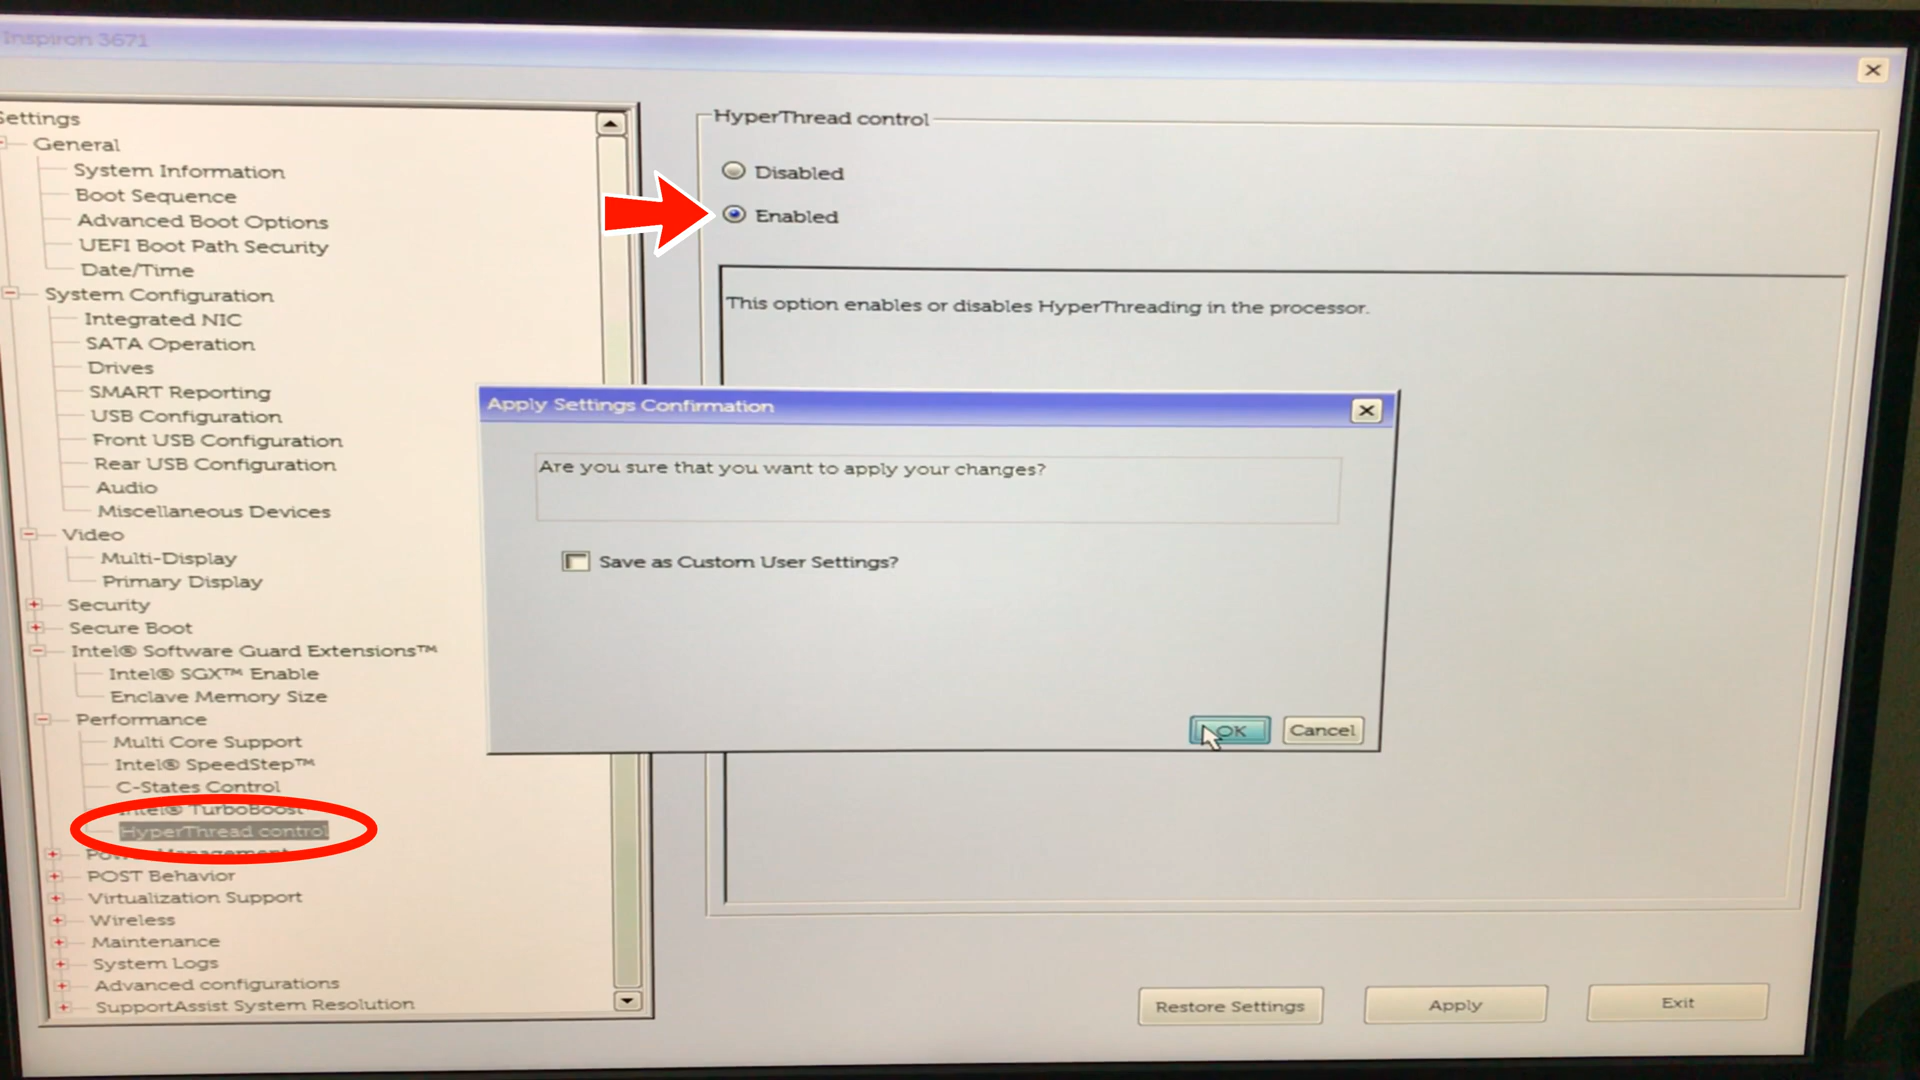 Inspiron 3671
Settings
General
System Information
Boot Sequence
Advanced Boot Options
UEFI Boot Path Security
Date/Time
System Configuration
Integrated NIC
SATA Operation
Drives
SMART Reporting
USB Configuration
Front USB Configuration
Rear USB Configuration
Audio
Miscellaneous Devices
Video
Multi-Display
Primary Display
Security
Secure Boot
Intel® Software Guard Extensions™
Intel® SGX™ Enable
Enclave Memory Size
Performance
Multi Core Support
Intel® SpeedStep™
C-States Control
Intel® TurboBoost
HyperThread control
Power Management
POST Behavior
Virtualization Support
Wireless
Maintenance
System Logs
Advanced configurations
SupportAssist System Resolution
HyperThread control
Disabled
Enabled
This option enables or disables HyperThreading in the processor.
Apply Settings Confirmation
Are you sure that you want to apply your changes?
Save as Custom User Settings?
OK
Cancel
Restore Settings
Apply
Exit